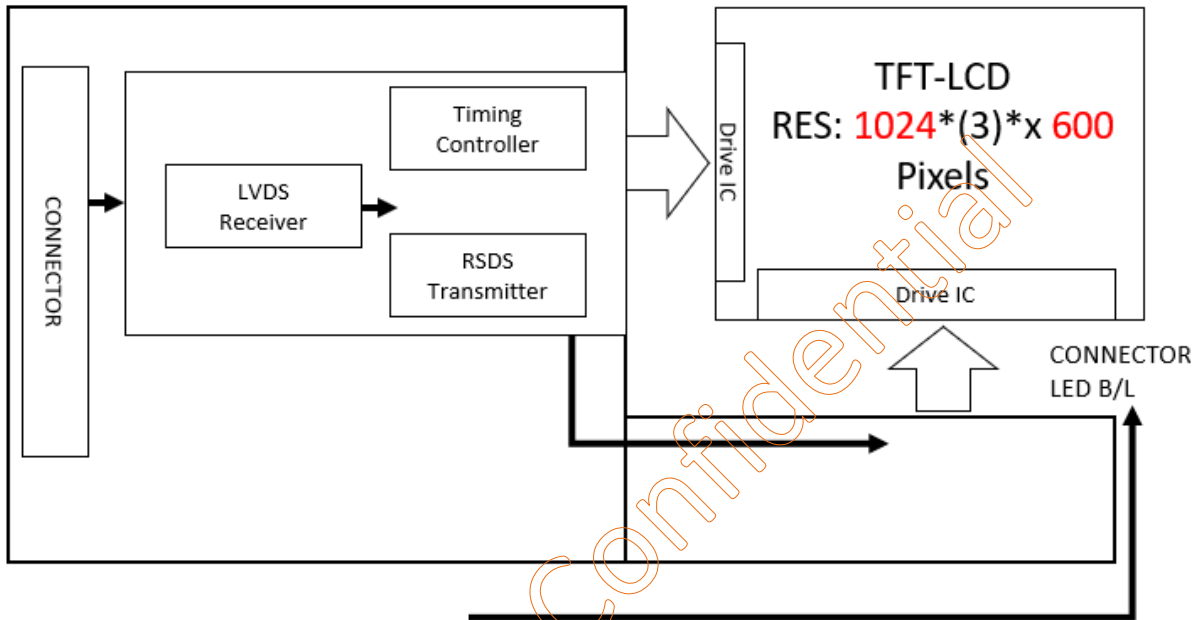 CONNECTOR
LVDS
Receiver
Timing
Controller
RSDS
Transmitter
Drive IC
TFT-LCD
RES: 1024*(3)*x 600
Pixels
Drive IC
CONNECTOR
LED B/L
Confidential